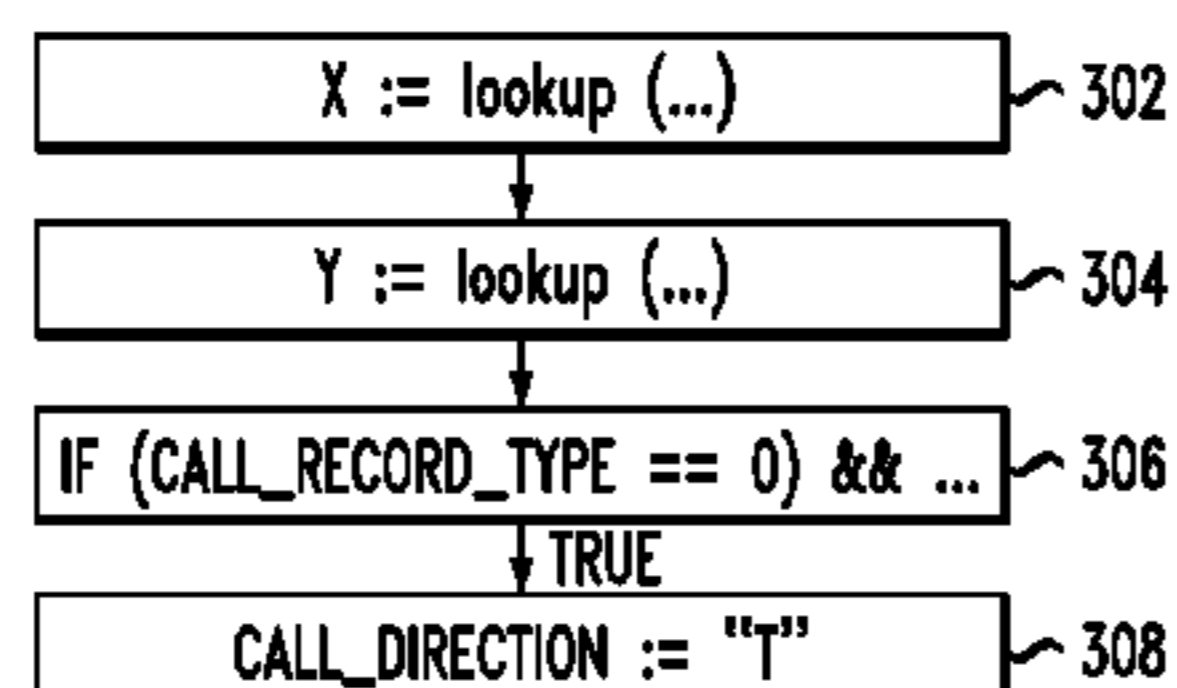 X := lookup (...) 302
Y := lookup (...) 304
IF (CALL_RECORD_TYPE == 0) && ... 306
TRUE
CALL_DIRECTION := "T" 308